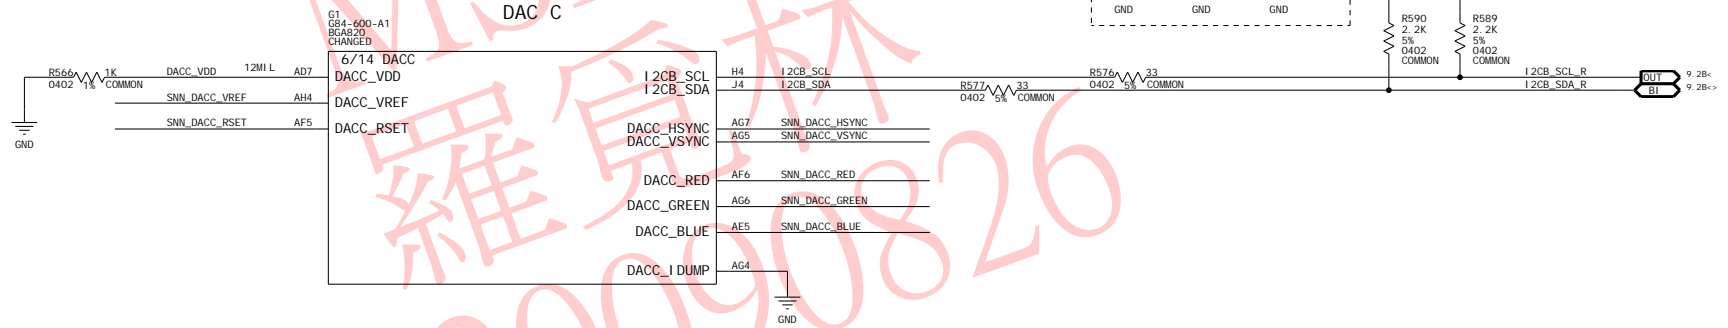 DAC C
G1
G84-600-A1
BGA820
CHANGED
6/14 DACC
R566
1K
0402
1%
COMMON
GND
DACC_VDD
12MIL
AD7
DACC_VDD
SNN_DACC_VREF
AH4
DACC_VREF
SNN_DACC_RSET
AF5
DACC_RSET
I2CB_SCL
H4
I2CB_SCL
I2CB_SDA
J4
I2CB_SDA
DACC_HSYNC
AG7
SNN_DACC_HSYNC
DACC_VSYNC
AG5
SNN_DACC_VSYNC
DACC_RED
AF6
SNN_DACC_RED
DACC_GREEN
AG6
SNN_DACC_GREEN
DACC_BLUE
AE5
SNN_DACC_BLUE
DACC_IDUMP
AG4
GND
R577
33
0402
5%
COMMON
R576
33
0402
5%
COMMON
GND
GND
GND
R590
2.2K
5%
0402
COMMON
R589
2.2K
5%
0402
COMMON
I2CB_SCL_R
OUT
9.2B<
I2CB_SDA_R
BI
9.2B<>
羅覓林
090826